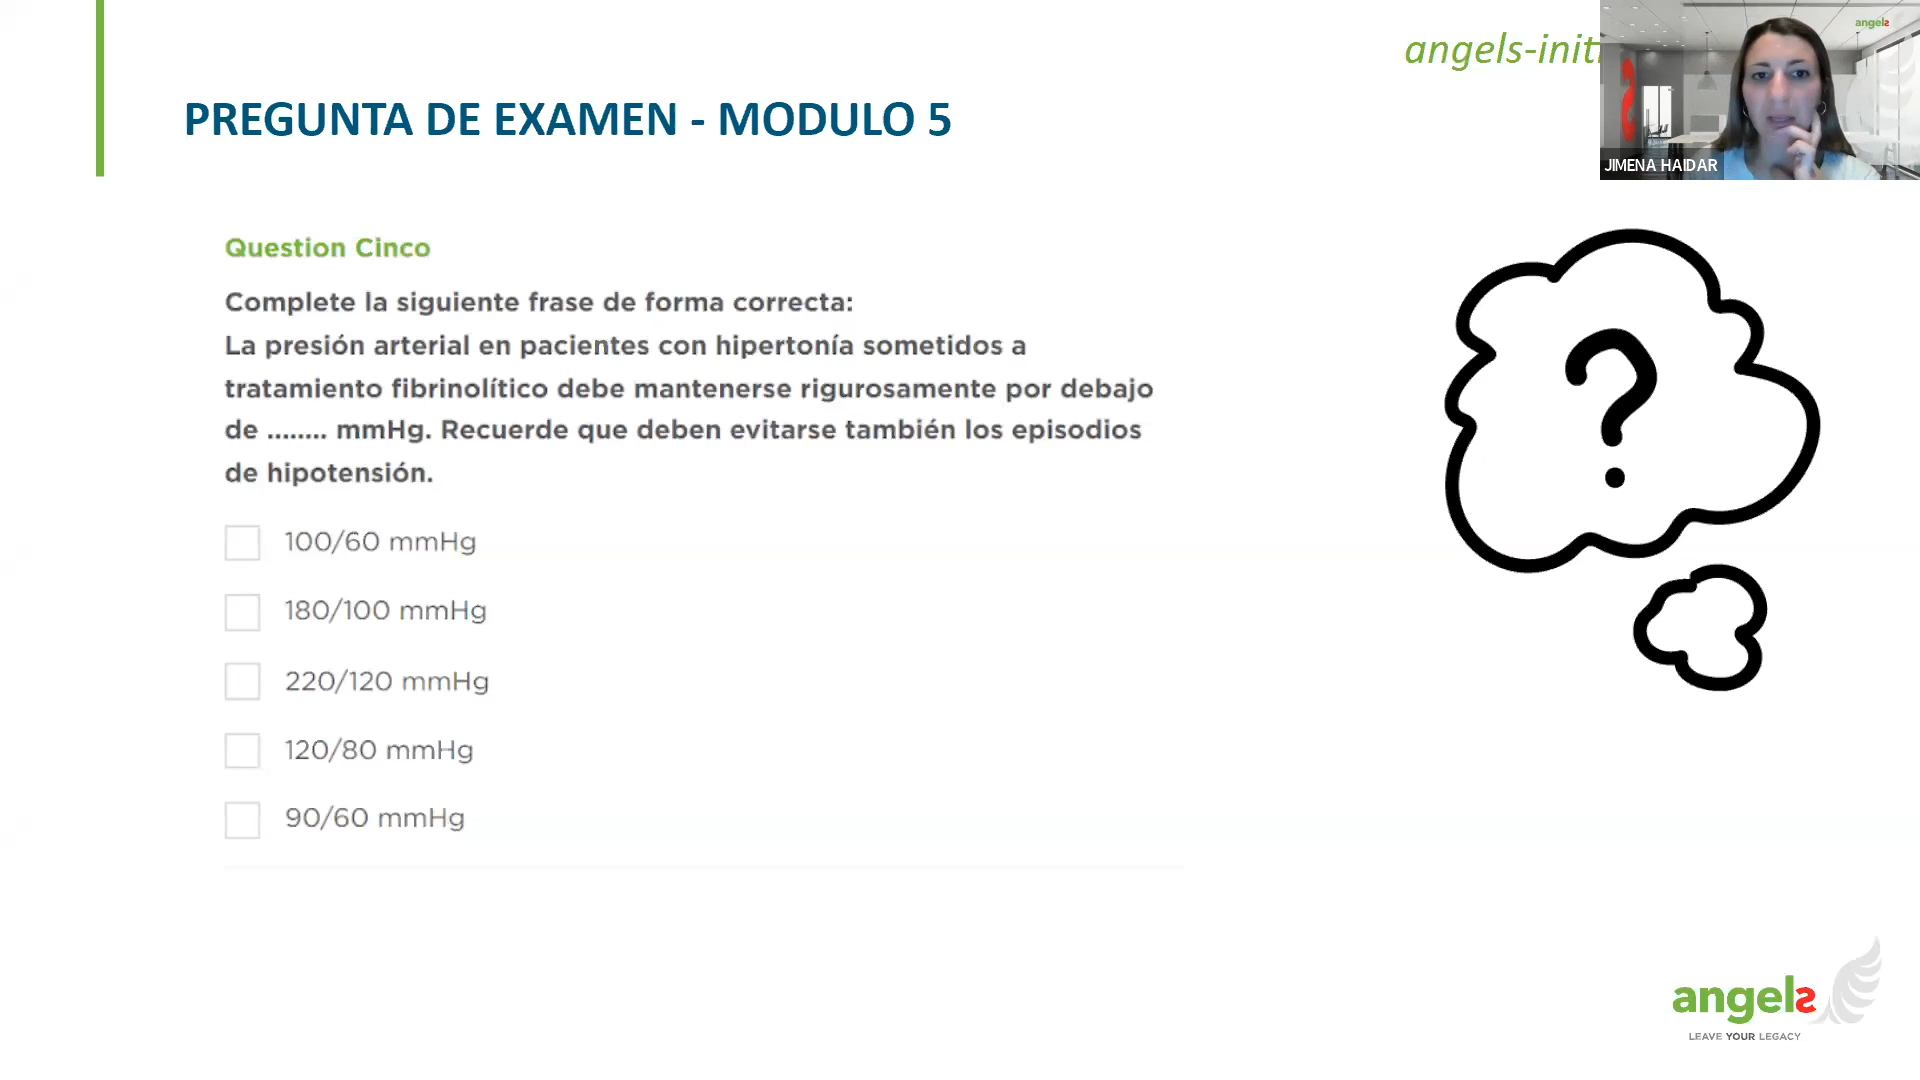 angels-initi
angels
PREGUNTA DE EXAMEN - MODULO 5
JIMENA HAIDAR
Question Cinco
Complete la siguiente frase de forma correcta:
La presión arterial en pacientes con hipertonía sometidos a
tratamiento fibrinolítico debe mantenerse rigurosamente por debajo
de ........ mmHg. Recuerde que deben evitarse también los episodios
de hipotensión.
?
100/60 mmHg
180/100 mmHg
220/120 mmHg
120/80 mmHg
90/60 mmHg
angels
LEAVE YOUR LEGACY